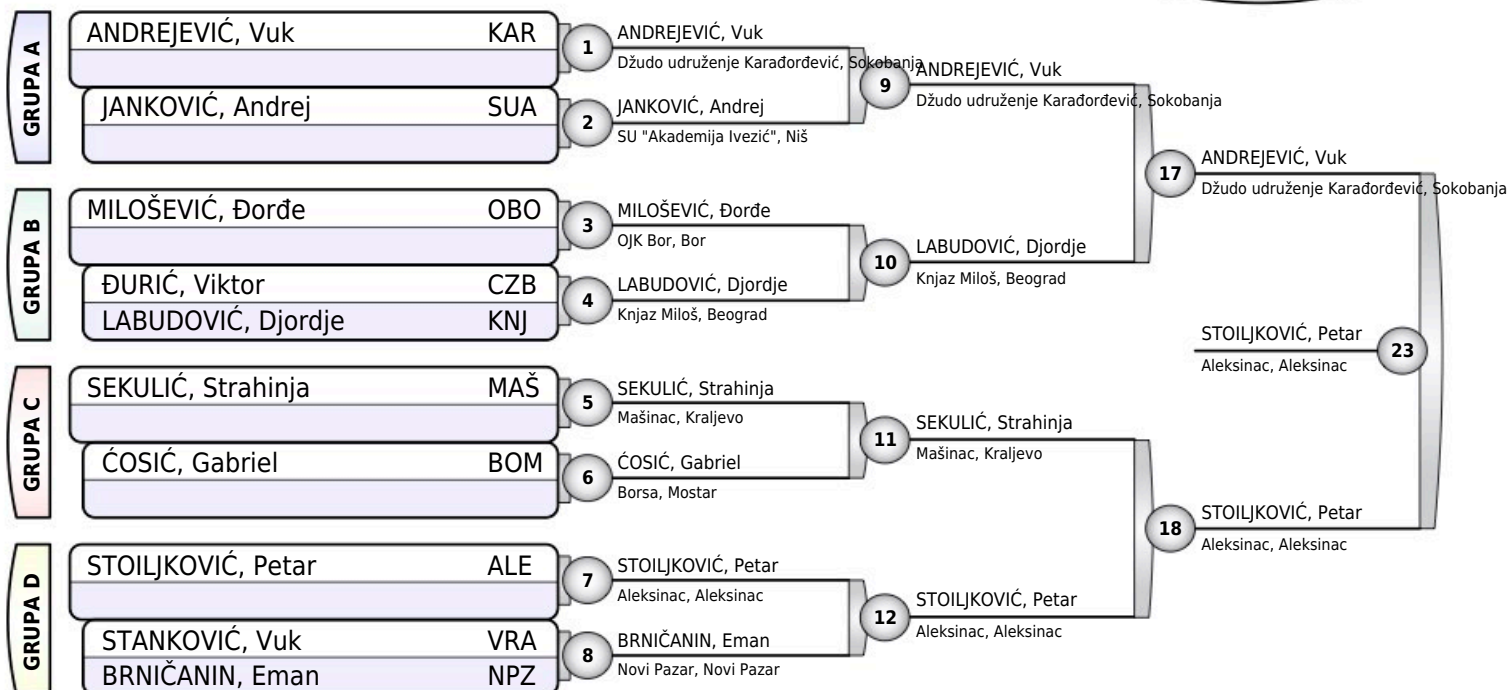 GRUPA A
ANDREJEVIĆ, Vuk KAR
JANKOVIĆ, Andrej SUA
GRUPA B
MILOŠEVIĆ, Đorđe OBO
ĐURIĆ, Viktor CZB
LABUDOVIĆ, Djordje KNJ
GRUPA C
SEKULIĆ, Strahinja MAŠ
ĆOSIĆ, Gabriel BOM
GRUPA D
STOILJKOVIĆ, Petar ALE
STANKOVIĆ, Vuk VRA
BRNIČANIN, Eman NPZ
1
ANDREJEVIĆ, Vuk
Džudo udruženje Karađorđević, Sokobanja
2
JANKOVIĆ, Andrej
SU "Akademija Ivezić", Niš
3
MILOŠEVIĆ, Đorđe
OJK Bor, Bor
4
LABUDOVIĆ, Djordje
Knjaz Miloš, Beograd
5
SEKULIĆ, Strahinja
Mašinac, Kraljevo
6
ĆOSIĆ, Gabriel
Borsa, Mostar
7
STOILJKOVIĆ, Petar
Aleksinac, Aleksinac
8
BRNIČANIN, Eman
Novi Pazar, Novi Pazar
9
ANDREJEVIĆ, Vuk
Džudo udruženje Karađorđević, Sokobanja
10
LABUDOVIĆ, Djordje
Knjaz Miloš, Beograd
11
SEKULIĆ, Strahinja
Mašinac, Kraljevo
12
STOILJKOVIĆ, Petar
Aleksinac, Aleksinac
17
ANDREJEVIĆ, Vuk
Džudo udruženje Karađorđević, Sokobanja
18
STOILJKOVIĆ, Petar
Aleksinac, Aleksinac
STOILJKOVIĆ, Petar
Aleksinac, Aleksinac
23